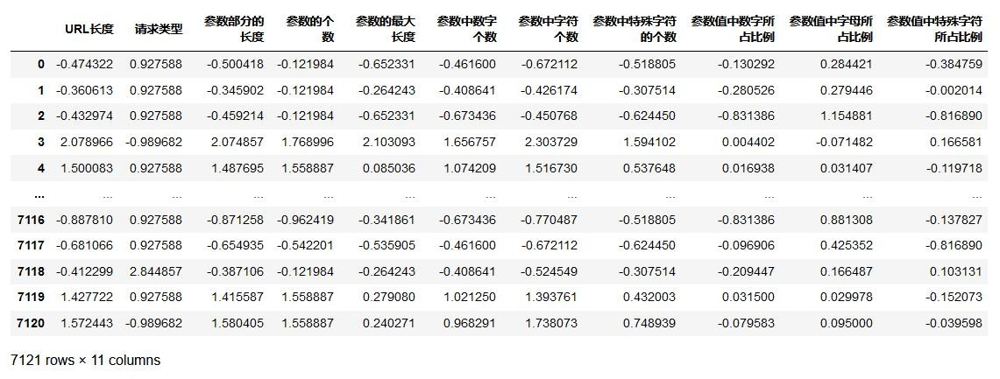 URL长度 请求类型 参数部分的长度 参数的个数 参数的最大长度 参数中数字个数 参数中字符个数 参数中特殊字符的个数 参数值中数字所占比例 参数值中字母所占比例 参数值中特殊字符所占比例
0 -0.474322 0.927588 -0.500418 -0.121984 -0.652331 -0.461600 -0.672112 -0.518805 -0.130292 0.284421 -0.384759
1 -0.360613 0.927588 -0.345902 -0.121984 -0.264243 -0.408641 -0.426174 -0.307514 -0.280526 0.279446 -0.002014
2 -0.432974 0.927588 -0.459214 -0.121984 -0.652331 -0.673436 -0.450768 -0.624450 -0.831386 1.154881 -0.816890
3 2.078966 -0.989682 2.074857 1.768996 2.103093 1.656757 2.303729 1.594102 0.004402 -0.071482 0.166581
4 1.500083 0.927588 1.487695 1.558887 0.085036 1.074209 1.516730 0.537648 0.016938 0.031407 -0.119718
... ... ... ... ... ... ... ... ... ... ... ...
7116 -0.887810 0.927588 -0.871258 -0.962419 -0.341861 -0.673436 -0.770487 -0.518805 -0.831386 0.881308 -0.137827
7117 -0.681066 0.927588 -0.654935 -0.542201 -0.535905 -0.461600 -0.672112 -0.624450 -0.096906 0.425352 -0.816890
7118 -0.412299 2.844857 -0.387106 -0.121984 -0.264243 -0.408641 -0.524549 -0.307514 -0.209447 0.166487 0.103131
7119 1.427722 0.927588 1.415587 1.558887 0.279080 1.021250 1.393761 0.432003 0.031500 0.029978 -0.152073
7120 1.572443 -0.989682 1.580405 1.558887 0.240271 0.968291 1.738073 0.748939 -0.079583 0.095000 -0.039598
7121 rows × 11 columns